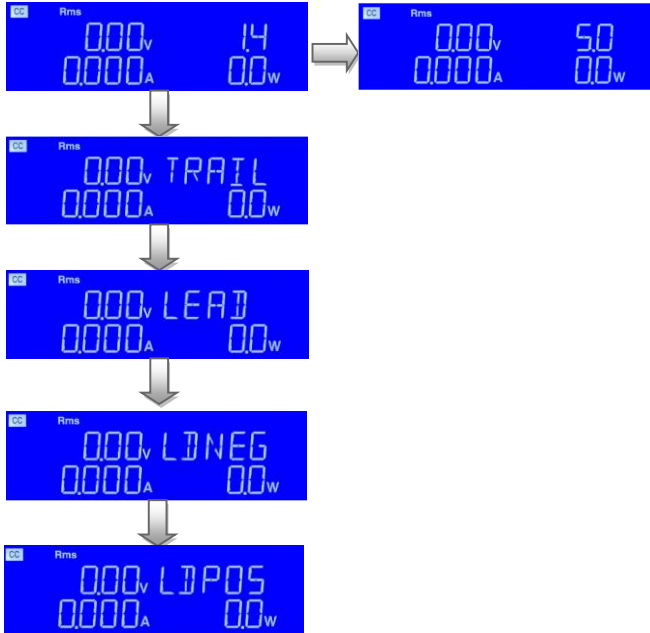 CC Rms
0.00V 1.4
0.000A 0.0W
CC Rms
0.00V 5.0
0.000A 0.0W
CC Rms
0.00V TRAIL
0.000A 0.0W
CC Rms
0.00V LEAD
0.000A 0.0W
CC Rms
0.00V LDNEG
0.000A 0.0W
CC Rms
0.00V LDPOS
0.000A 0.0W